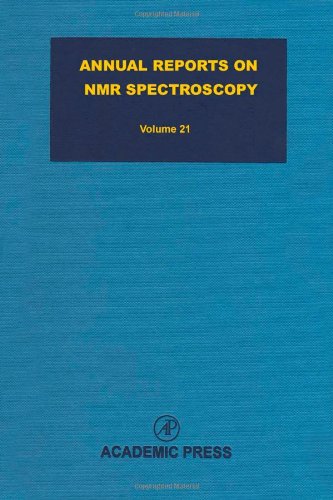 ANNUAL REPORTS ON
NMR SPECTROSCOPY
Volume 21
AP
ACADEMIC PRESS